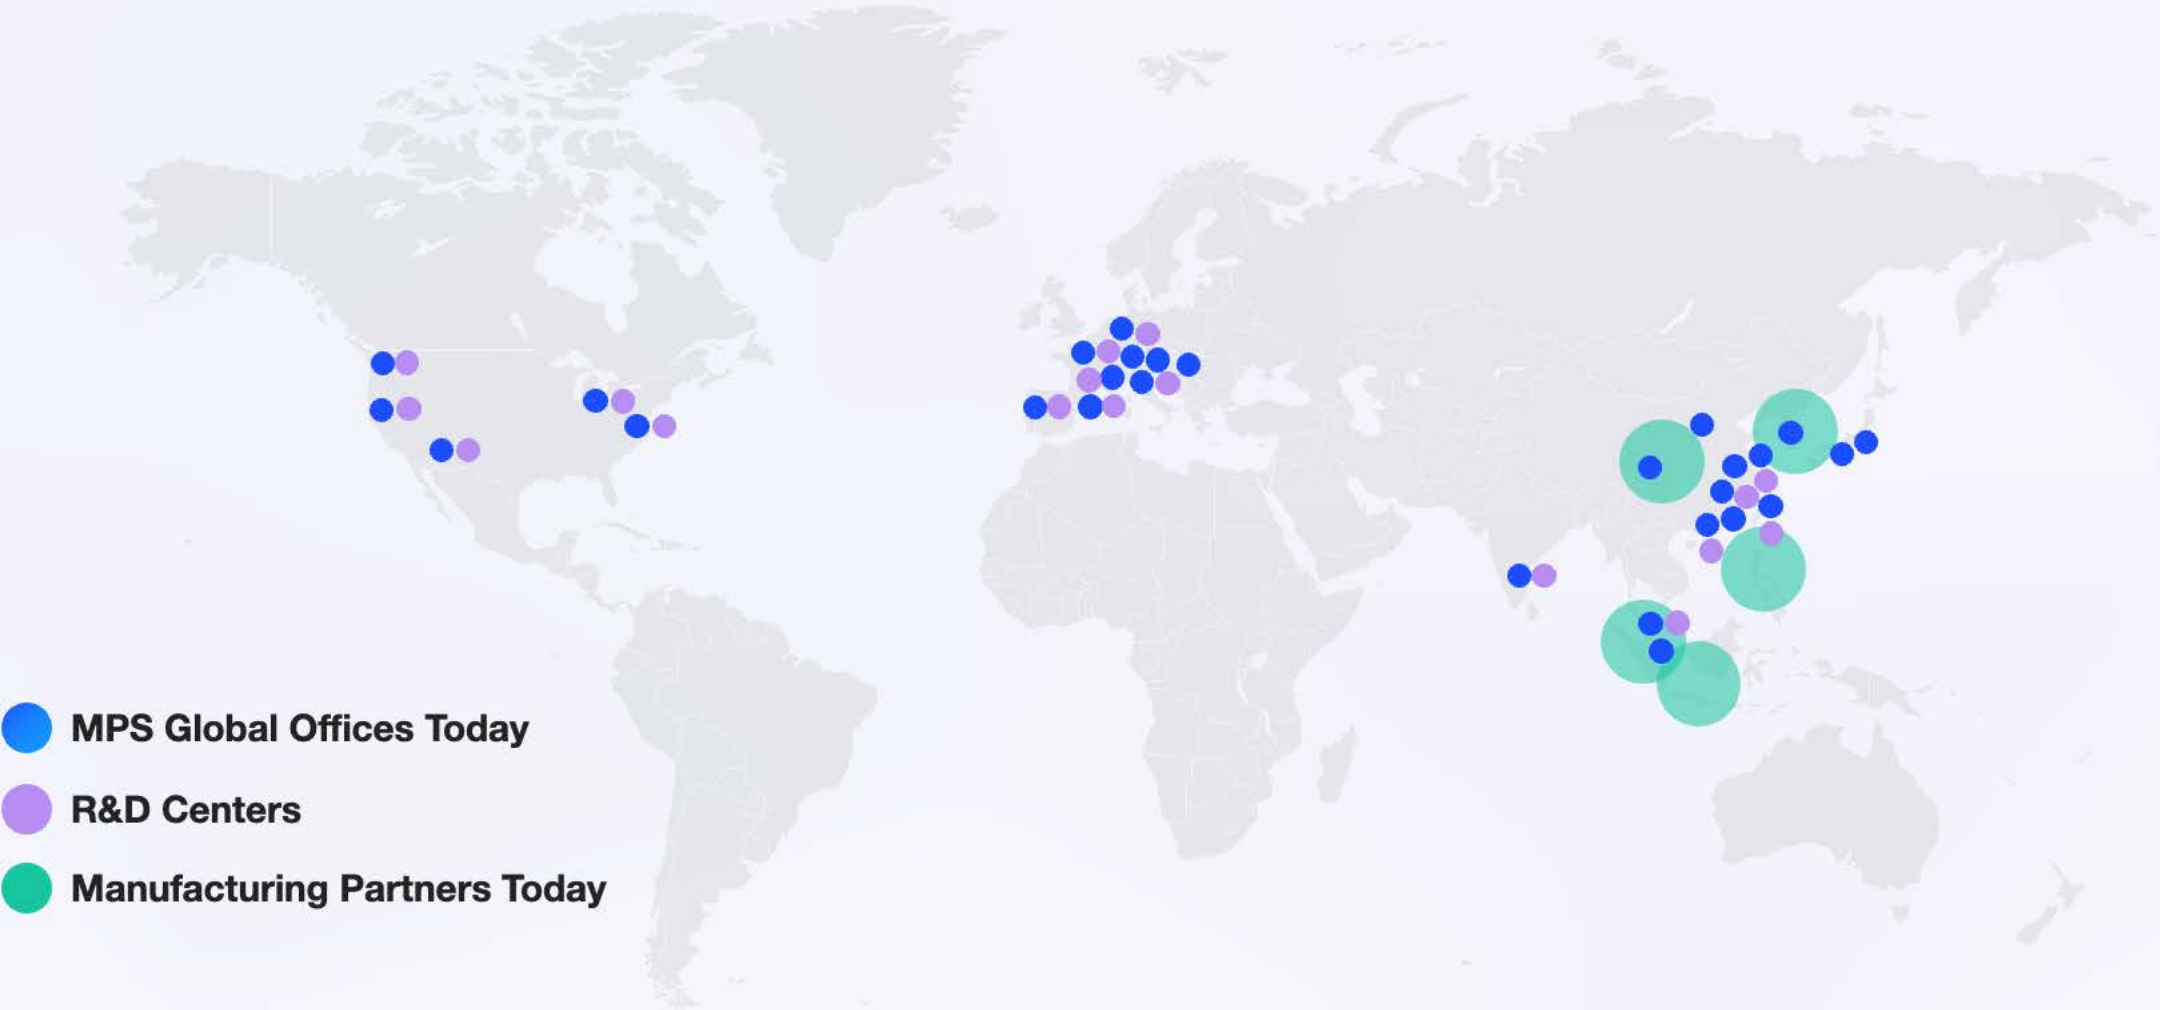 MPS Global Offices Today
R&D Centers
Manufacturing Partners Today